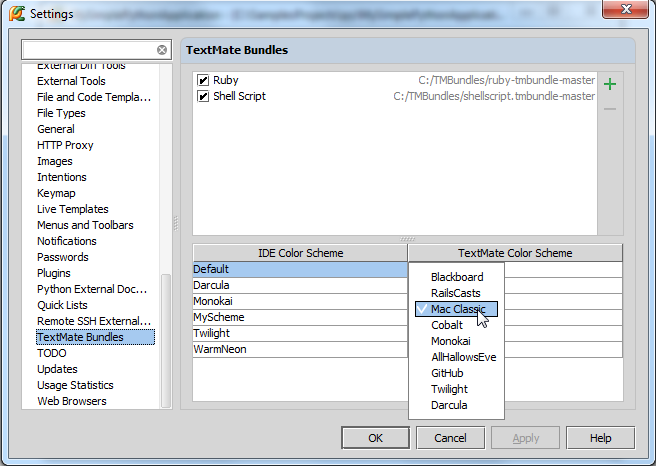 Settings
TextMate Bundles
External Diff Tools
External Tools
File and Code Templa...
File Types
General
HTTP Proxy
Images
Intentions
Keymap
Live Templates
Menus and Toolbars
Notifications
Passwords
Plugins
Python External Doc...
Quick Lists
Remote SSH External...
TextMate Bundles
TODO
Updates
Usage Statistics
Web Browsers
Ruby C:/TMBundles/ruby-tmbundle-master
Shell Script C:/TMBundles/shellscript.tmbundle-master
IDE Color Scheme TextMate Color Scheme
Default
Darcula
Monokai
MyScheme
Twilight
WarmNeon
Blackboard
RailsCasts
Mac Classic
Cobalt
Monokai
AllHallowsEve
GitHub
Twilight
Darcula
OK Cancel Apply Help